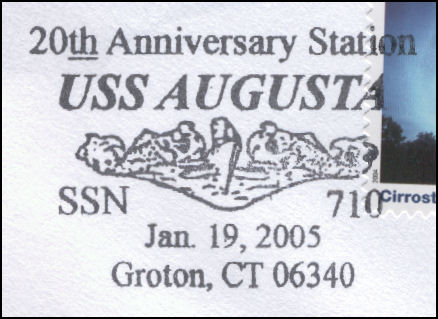 20th Anniversary Station
USS AUGUSTA
SSN 710
Cirrost
Jan. 19, 2005
Groton, CT 06340